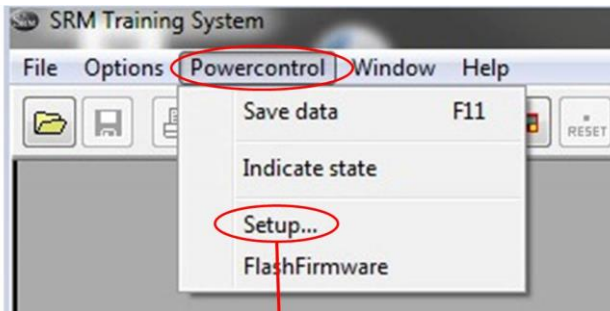 SRM Training System
File Options Powercontrol Window Help
Save data F11
RESET
Indicate state
Setup...
FlashFirmware